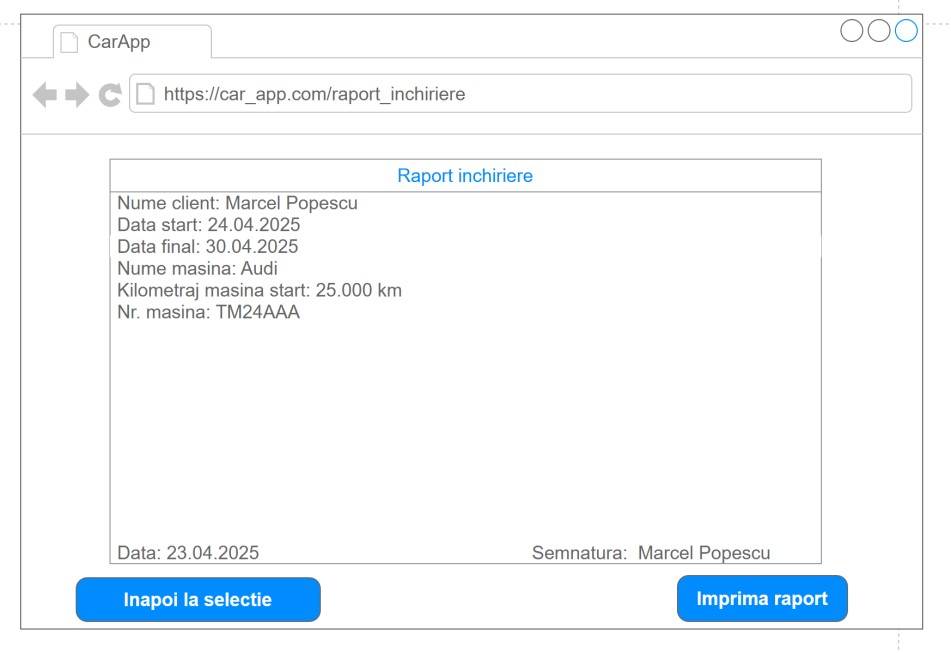 CarApp
https://car_app.com/raport_inchiriere
Raport inchiriere
Nume client: Marcel Popescu
Data start: 24.04.2025
Data final: 30.04.2025
Nume masina: Audi
Kilometraj masina start: 25.000 km
Nr. masina: TM24AAA
Data: 23.04.2025 Semnatura: Marcel Popescu
Inapoi la selectie Imprima raport